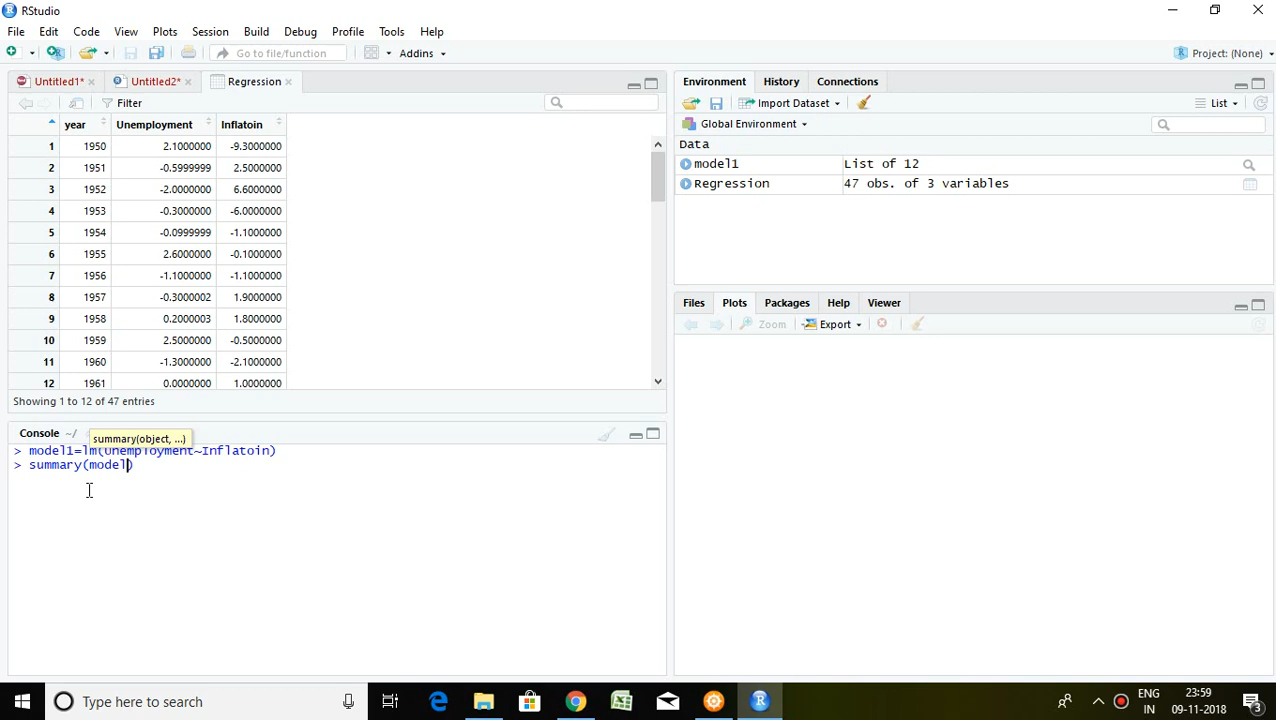 RStudio
File Edit Code View Plots Session Build Debug Profile Tools Help
Go to file/function Addins Project: (None)
Untitled1* Untitled2* Regression
Filter
year Unemployment Inflatoin
1 1950 2.1000000 -9.3000000
2 1951 -0.5999999 2.5000000
3 1952 -2.0000000 6.6000000
4 1953 -0.3000000 -6.0000000
5 1954 -0.0999999 -1.1000000
6 1955 2.6000000 -0.1000000
7 1956 -1.1000000 -1.1000000
8 1957 -0.3000002 1.9000000
9 1958 0.2000003 1.8000000
10 1959 2.5000000 -0.5000000
11 1960 -1.3000000 -2.1000000
12 1961 0.0000000 1.0000000
Showing 1 to 12 of 47 entries
Console ~/
summary(object, ...)
> model1=lm(Unemployment~Inflatoin)
> summary(model)
Environment History Connections
Import Dataset List
Global Environment
Data
model1 List of 12
Regression 47 obs. of 3 variables
Files Plots Packages Help Viewer
Zoom Export
Type here to search
ENG
IN
23:59
09-11-2018
3